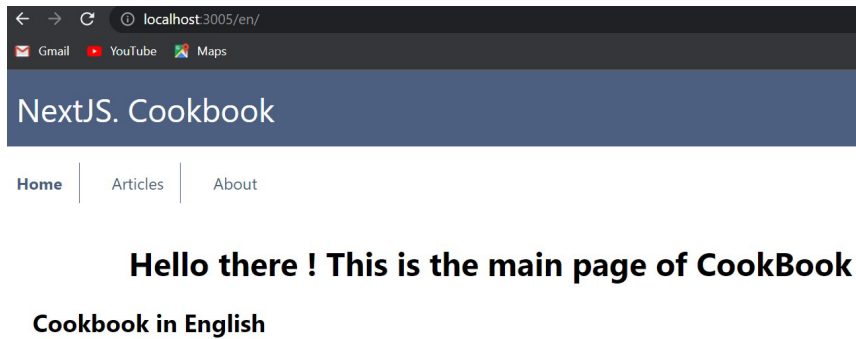 localhost:3005/en/
Gmail YouTube Maps
NextJS. Cookbook
Home Articles About
Hello there ! This is the main page of CookBook
Cookbook in English